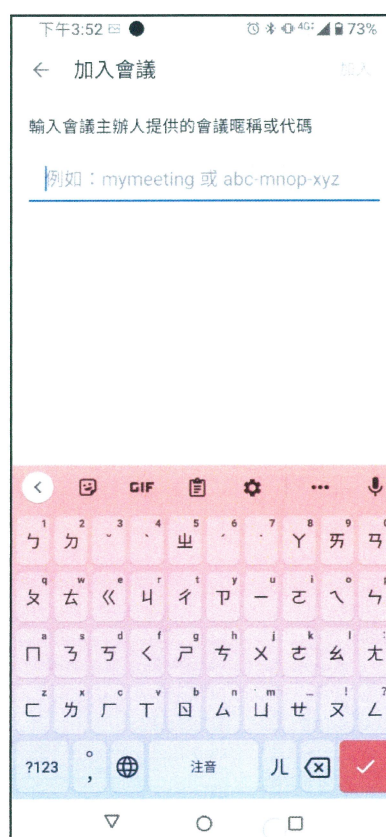 下午3:52 4G 73%
加入會議 加入
輸入會議主辦人提供的會議暱稱或代碼
例如：mymeeting 或 abc-mnop-xyz
GIF
1 2 3 4 5 6 7 8 9 0
ㄅ ㄉ ˇ ˋ ㄓ ˊ ˙ ㄚ ㄞ ㄢ
q w e r t y u i o
ㄆ ㄊ ㄍ ㄐ ㄔ ㄗ ㄧ ㄛ ㄟ ㄣ
a s d f g h j k l :
ㄇ ㄋ ㄎ ㄑ ㄕ ㄘ ㄨ ㄜ ㄠ ㄤ
z x c v b n m _ ! ?
ㄈ ㄌ ㄏ ㄒ ㄖ ㄙ ㄩ ㄝ ㄡ ㄥ
?123 ° , 注音 ㄦ